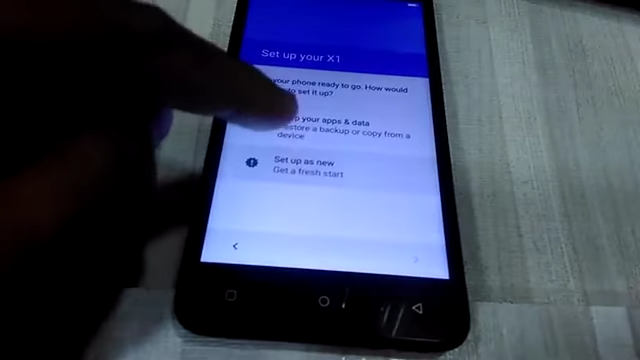 Set up your X1
your phone ready to go. How would
to set it up?
your apps & data
restore a backup or copy from a
device
Set up as new
Get a fresh start